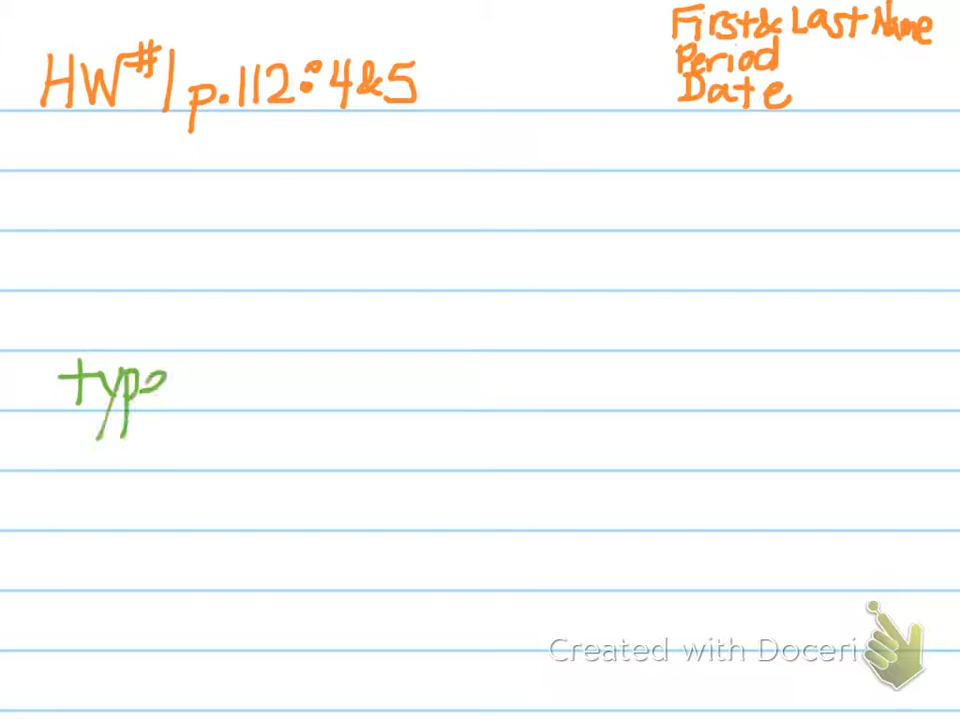 HW#1 p.112: 4&5
First & Last Name
Period
Date
type
Created with Doceri